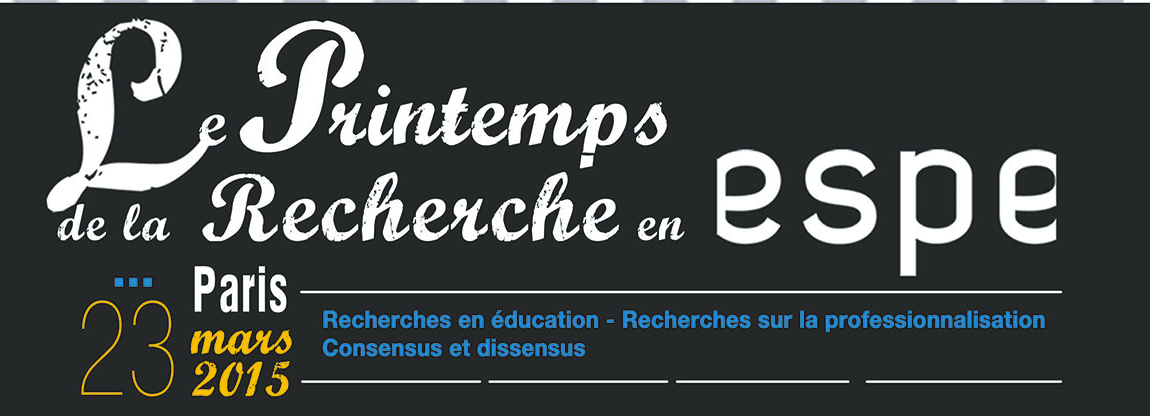 Le Printemps
de la Recherche en espe
Paris
23 mars
2015
Recherches en éducation - Recherches sur la professionnalisation
Consensus et dissensus